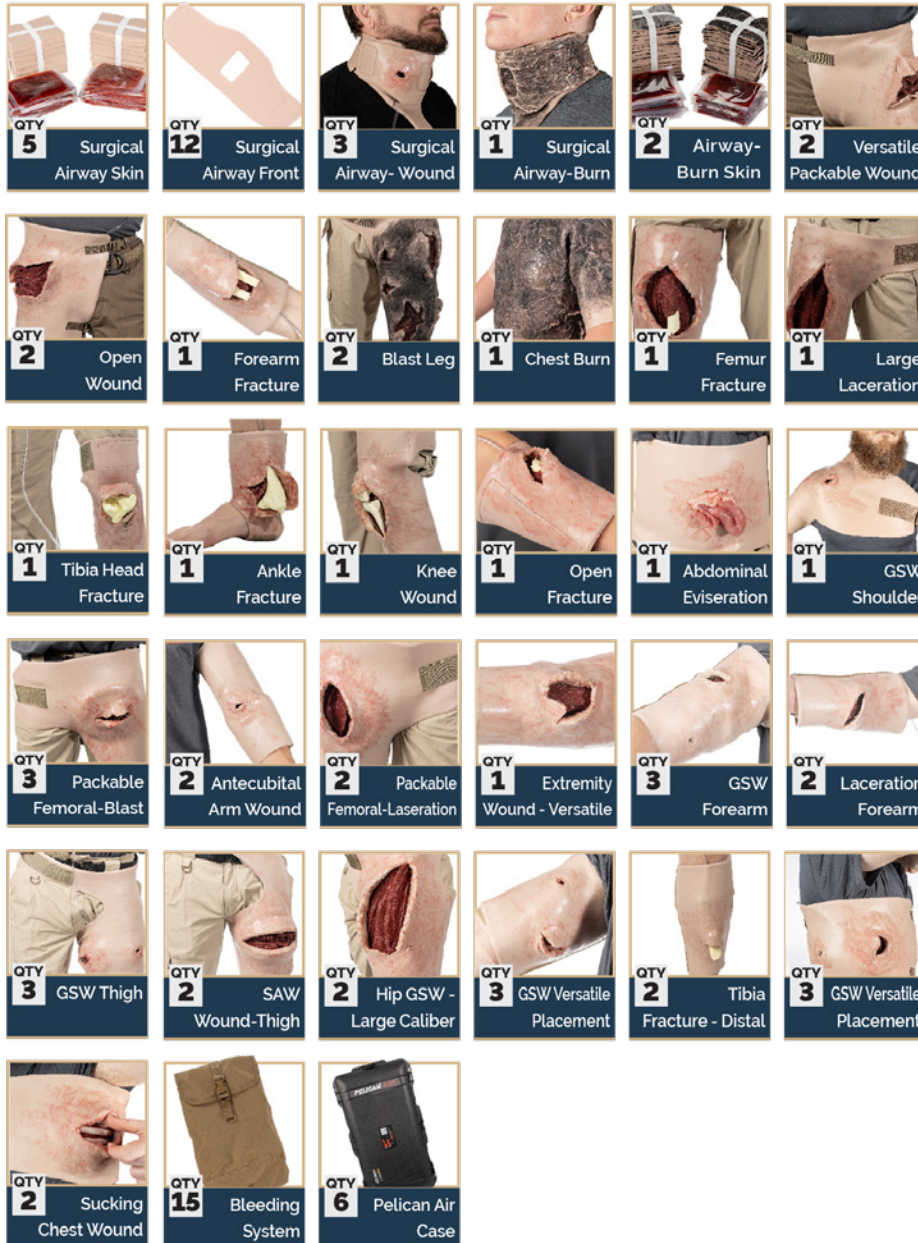 QTY
5
Surgical
Airway Skin
QTY
12
Surgical
Airway Front
QTY
3
Surgical
Airway- Wound
QTY
1
Surgical
Airway-Burn
QTY
2
Airway-
Burn Skin
QTY
2
Versatile
Packable Wound
QTY
2
Open
Wound
QTY
1
Forearm
Fracture
QTY
2
Blast Leg
QTY
1
Chest Burn
QTY
1
Femur
Fracture
QTY
1
Large
Laceration
QTY
1
Tibia Head
Fracture
QTY
1
Ankle
Fracture
QTY
1
Knee
Wound
QTY
1
Open
Fracture
QTY
1
Abdominal
Eviseration
QTY
1
GSW
Shoulder
QTY
3
Packable
Femoral-Blast
QTY
2
Antecubital
Arm Wound
QTY
2
Packable
Femoral-Laseration
QTY
1
Extremity
Wound - Versatile
QTY
3
GSW
Forearm
QTY
2
Laceration
Forearm
QTY
3
GSW Thigh
QTY
2
SAW
Wound-Thigh
QTY
2
Hip GSW -
Large Caliber
QTY
3
GSW Versatile
Placement
QTY
2
Tibia
Fracture - Distal
QTY
3
GSW Versatile
Placement
QTY
2
Sucking
Chest Wound
QTY
15
Bleeding
System
PELICAN AIR
QTY
6
Pelican Air
Case